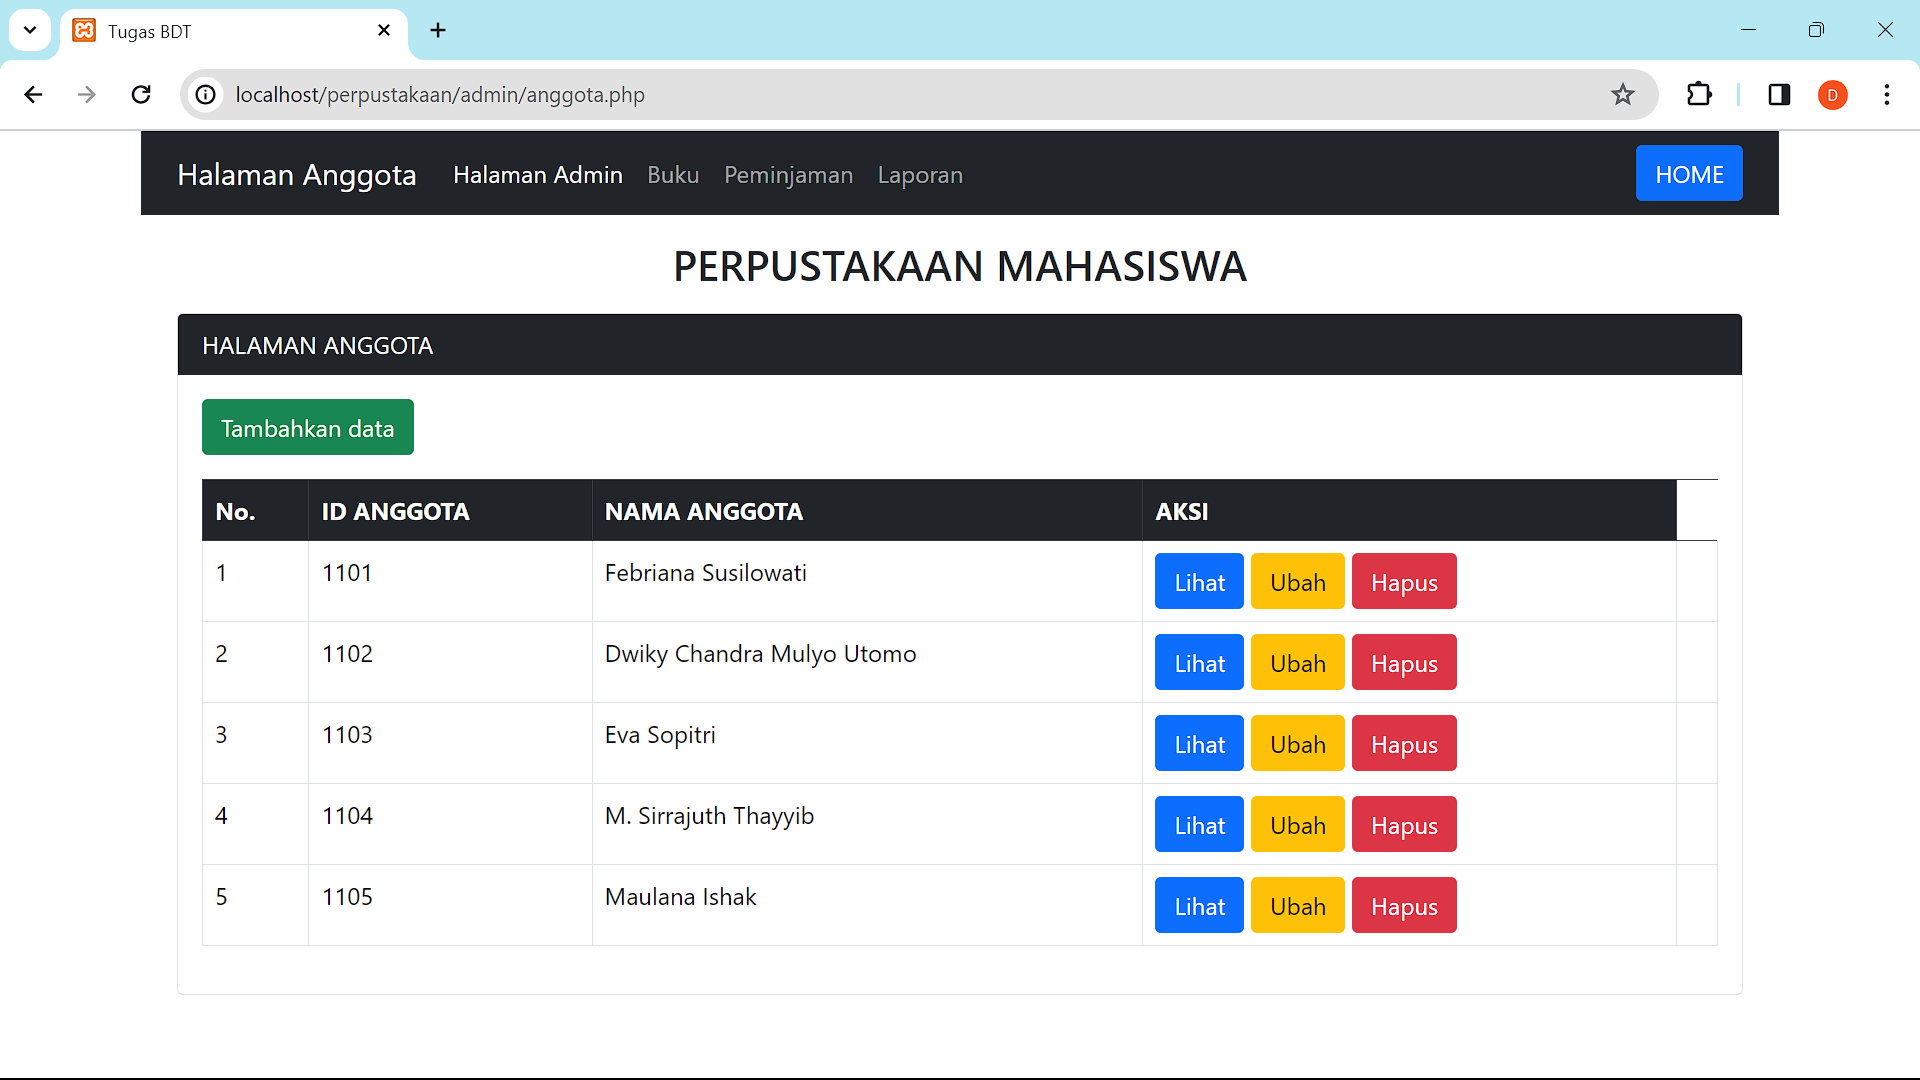 Tugas BDT
localhost/perpustakaan/admin/anggota.php
D
Halaman Anggota Halaman Admin Buku Peminjaman Laporan HOME
PERPUSTAKAAN MAHASISWA
HALAMAN ANGGOTA
Tambahkan data
No. ID ANGGOTA NAMA ANGGOTA AKSI
1 1101 Febriana Susilowati Lihat Ubah Hapus
2 1102 Dwiky Chandra Mulyo Utomo Lihat Ubah Hapus
3 1103 Eva Sopitri Lihat Ubah Hapus
4 1104 M. Sirrajuth Thayyib Lihat Ubah Hapus
5 1105 Maulana Ishak Lihat Ubah Hapus